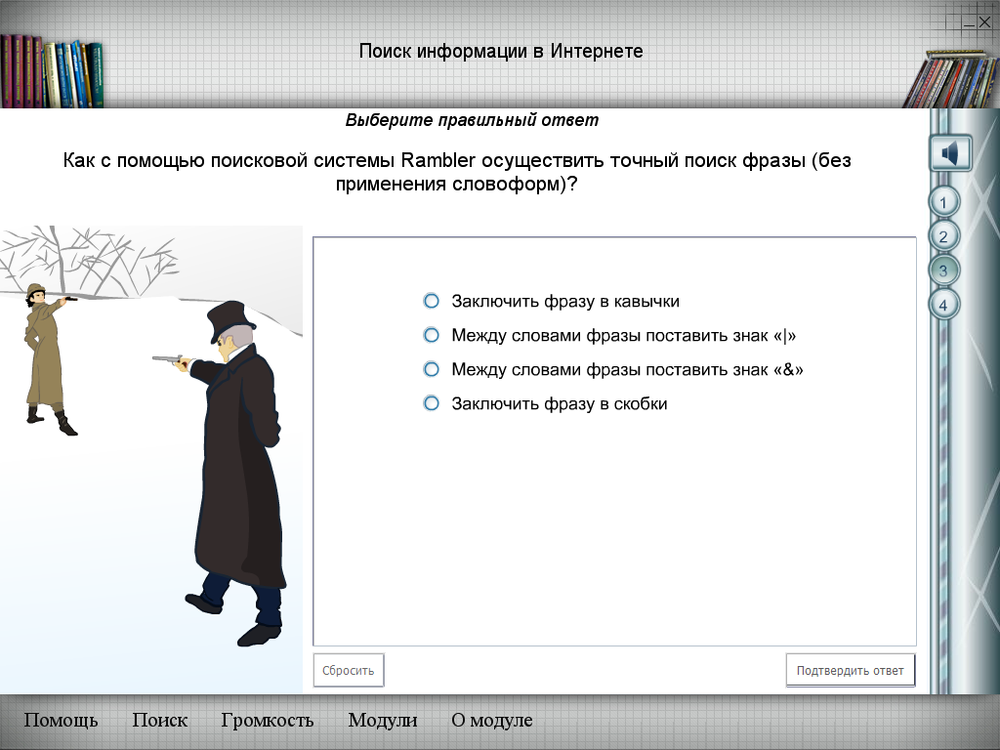 Поиск информации в Интернете
Выберите правильный ответ
Как с помощью поисковой системы Rambler осуществить точный поиск фразы (без
применения словоформ)?
Заключить фразу в кавычки
Между словами фразы поставить знак «|»
Между словами фразы поставить знак «&»
Заключить фразу в скобки
1
2
3
4
Сбросить
Подтвердить ответ
Помощь Поиск Громкость Модули О модуле